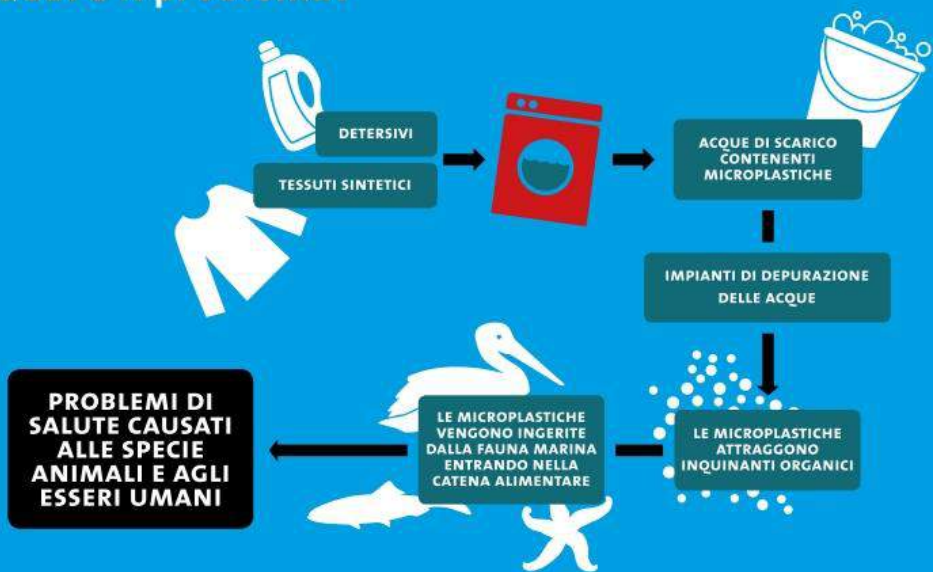 DETERSIVI
TESSUTI SINTETICI
ACQUE DI SCARICO
CONTENENTI
MICROPLASTICHE
IMPIANTI DI DEPURAZIONE
DELLE ACQUE
LE MICROPLASTICHE
ATTRAGGONO
INQUINANTI ORGANICI
LE MICROPLASTICHE
VENGONO INGERITE
DALLA FAUNA MARINA
ENTRANDO NELLA
CATENA ALIMENTARE
PROBLEMI DI
SALUTE CAUSATI
ALLE SPECIE
ANIMALI E AGLI
ESSERI UMANI